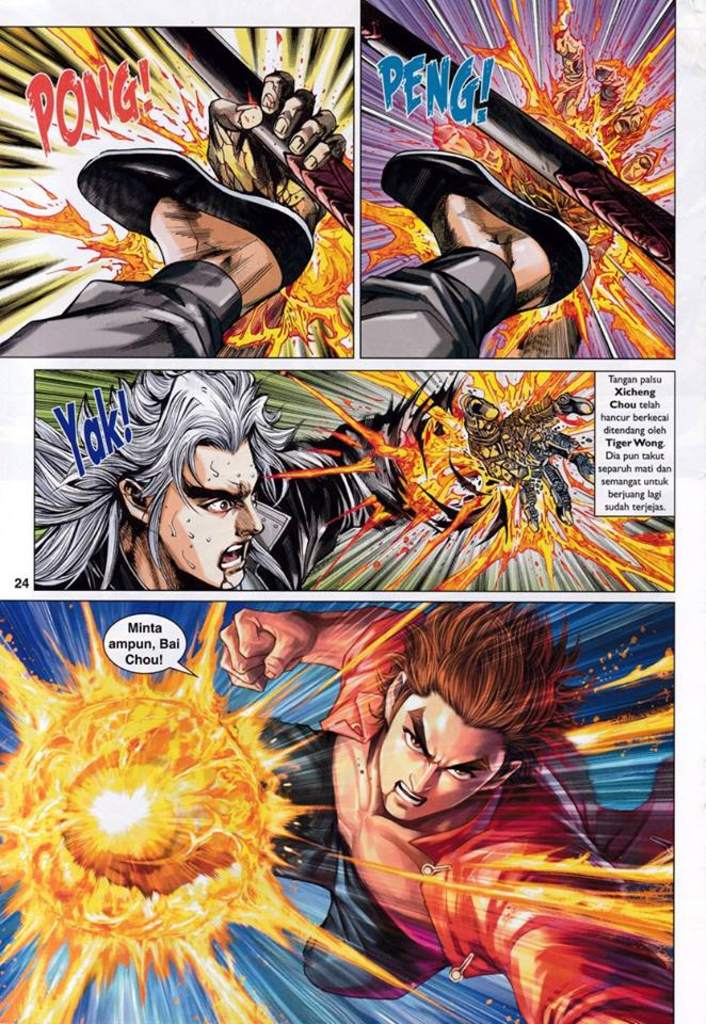 PONG!
PENG!
Yak!
Tangan palsu
Xicheng
Chou telah
hancur berkecai
ditendang oleh
Tiger Wong.
Dia pun takut
separuh mati dan
semangat untuk
berjuang lagi
sudah terjejas.
24
Minta
ampun, Bai
Chou!